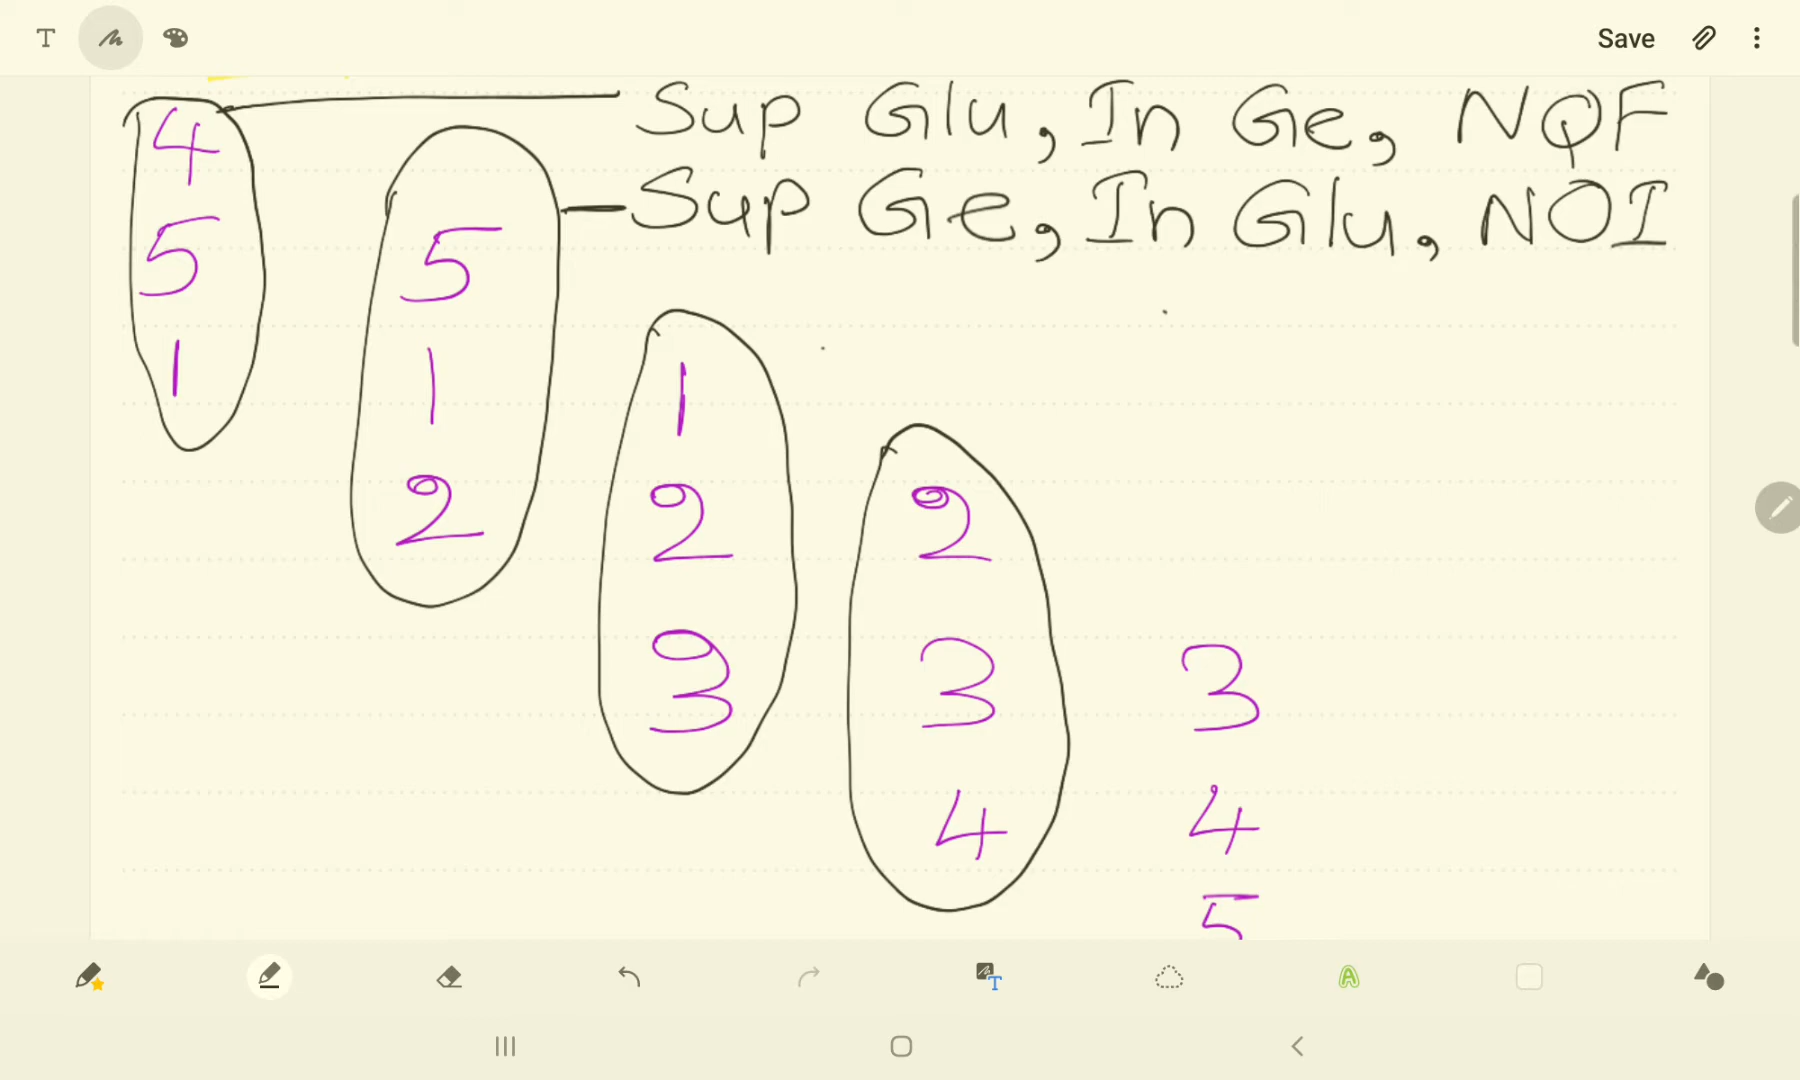 Save
4 Sup Glu, In Ge, NQF
Sup Ge, In Glu, NOI
5 5
1 1 1
2 2 2
3 3 3
4 4
5